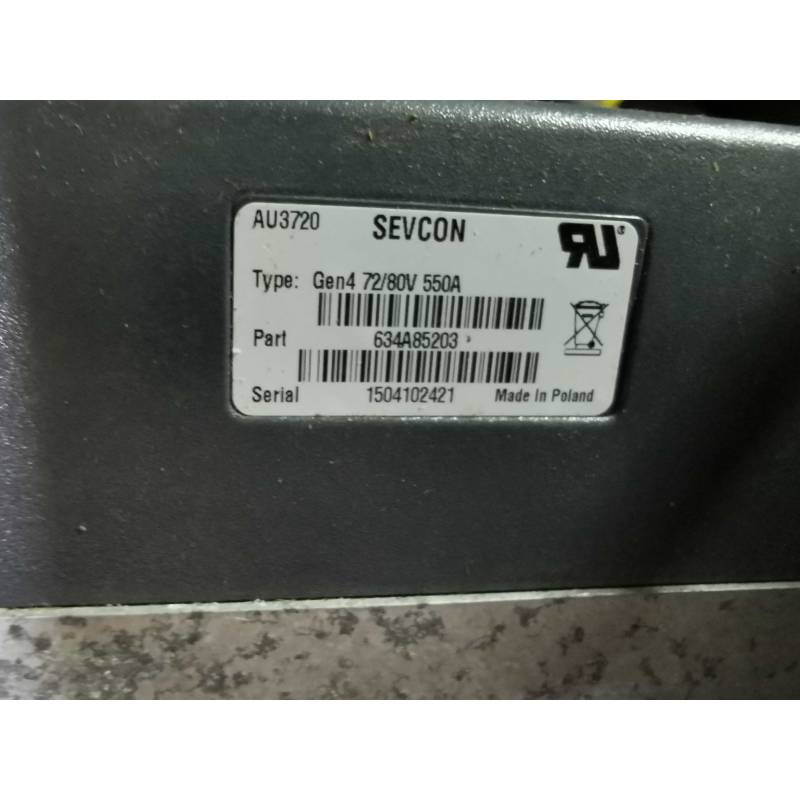 AU3720 SEVCON
Type: Gen4 72/80V 550A
Part 634A85203
Serial 1504102421 Made In Poland